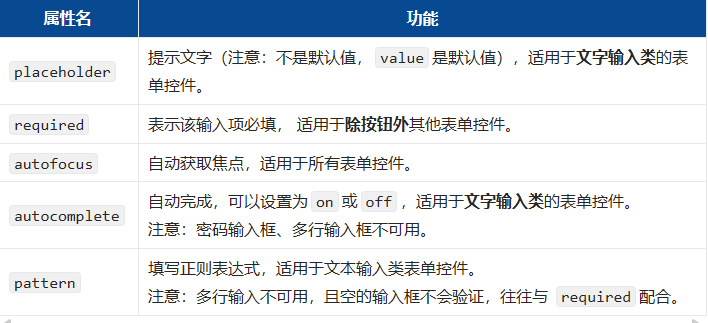 属性名 功能
placeholder 提示文字（注意：不是默认值， value 是默认值），适用于文字输入类的表
单控件。
required 表示该输入项必填， 适用于除按钮外其他表单控件。
autofocus 自动获取焦点，适用于所有表单控件。
autocomplete 自动完成，可以设置为 on 或 off ，适用于文字输入类的表单控件。
注意：密码输入框、多行输入框不可用。
pattern 填写正则表达式，适用于文本输入类表单控件。
注意：多行输入不可用，且空的输入框不会验证，往往与 required 配合。